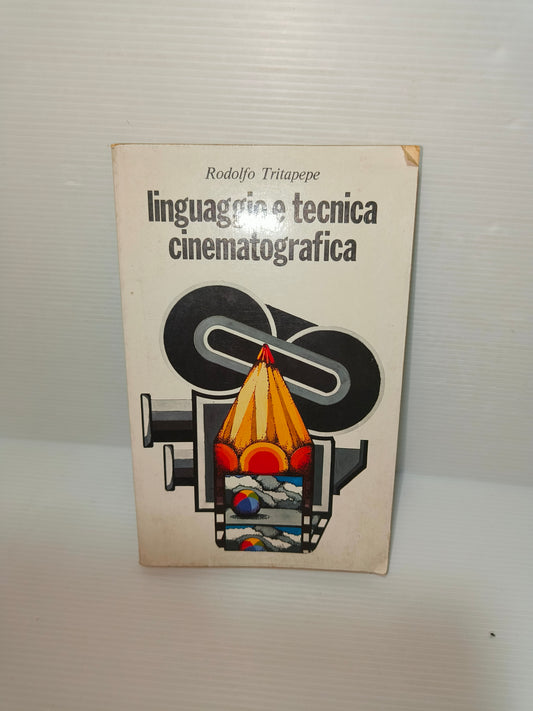 Rodolfo Tritapepe
linguaggio e tecnica
cinematografica